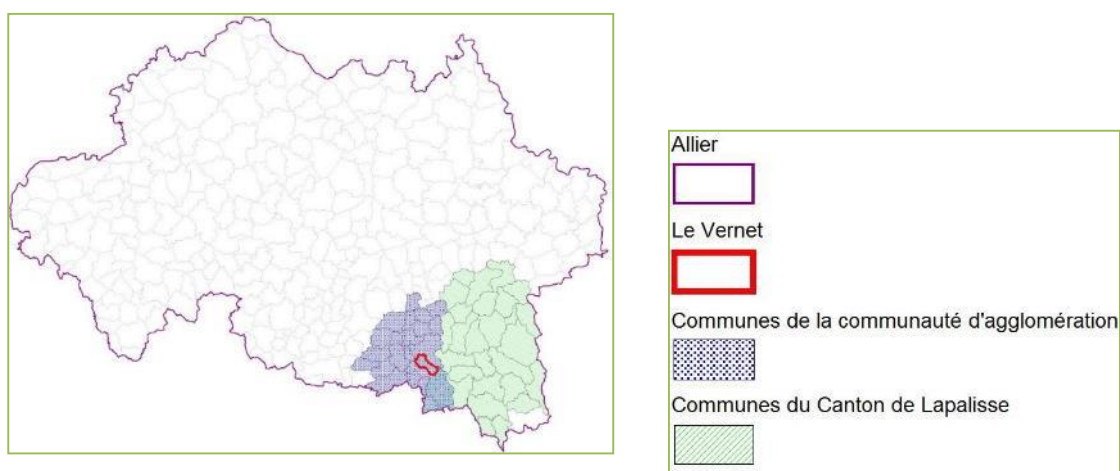 Allier
Le Vernet
Communes de la communauté d'agglomération
Communes du Canton de Lapalisse